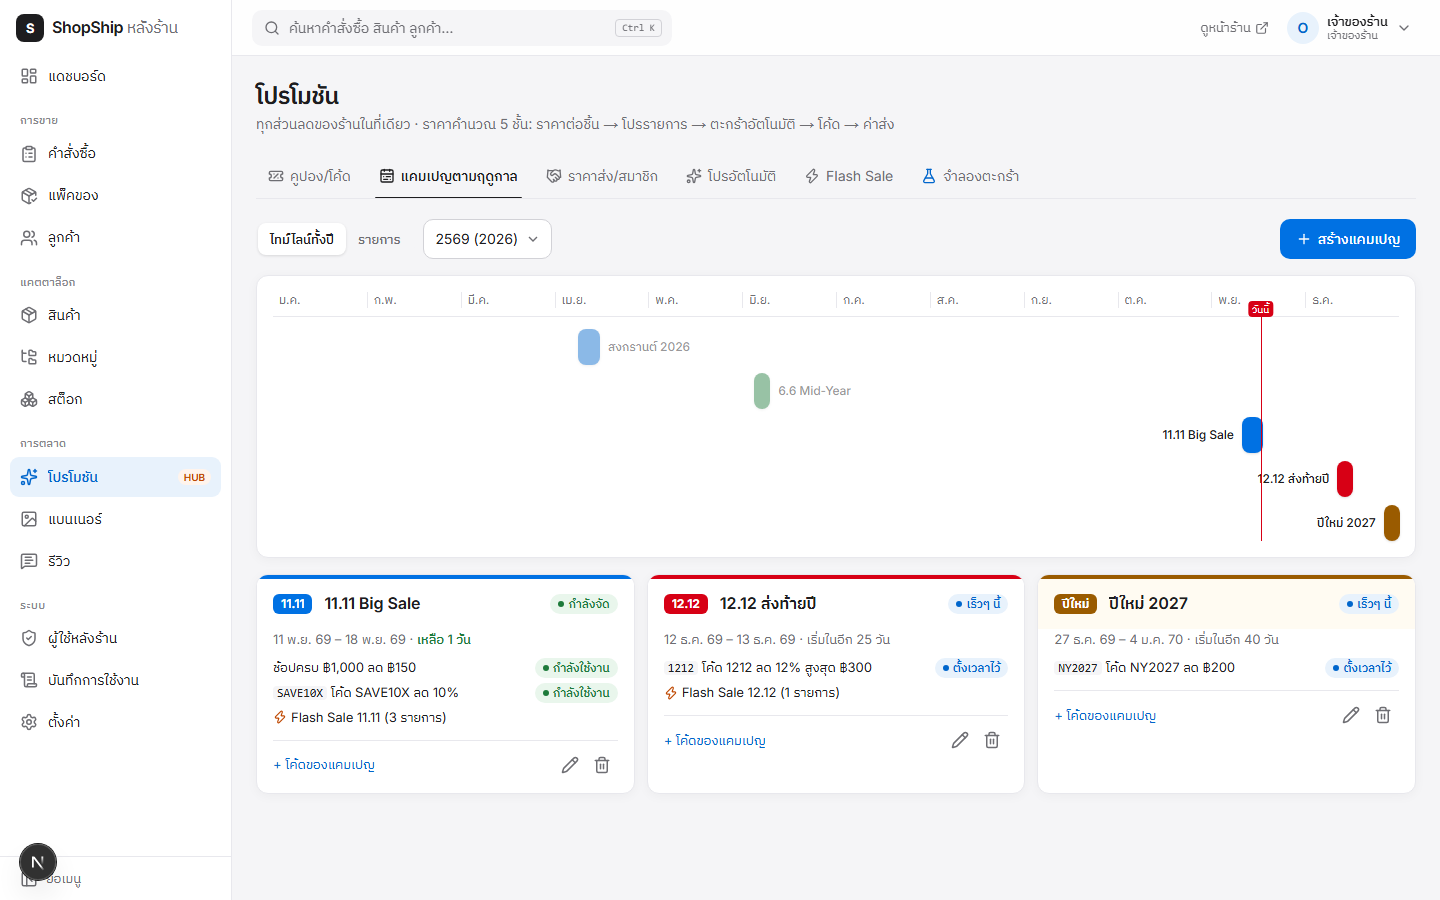 S ShopShip หลังร้าน
ค้นหาคำสั่งซื้อ สินค้า ลูกค้า... Ctrl K
ดูหน้าร้าน
O
เจ้าของร้าน
เจ้าของร้าน
แดชบอร์ด
การขาย
คำสั่งซื้อ
แพ็คของ
ลูกค้า
แคตตาล็อก
สินค้า
หมวดหมู่
สต็อก
การตลาด
โปรโมชัน HUB
แบนเนอร์
รีวิว
ระบบ
ผู้ใช้หลังร้าน
บันทึกการใช้งาน
ตั้งค่า
N
ย่อเมนู
โปรโมชัน
ทุกส่วนลดของร้านในที่เดียว · ราคาคำนวณ 5 ชั้น: ราคาต่อชิ้น → โปรรายการ → ตะกร้าอัตโนมัติ → โค้ด → ค่าส่ง
คูปอง/โค้ด แคมเปญตามฤดูกาล ราคาส่ง/สมาชิก โปรอัตโนมัติ Flash Sale จำลองตะกร้า
ไทม์ไลน์ทั้งปี รายการ 2569 (2026) + สร้างแคมเปญ
ม.ค. ก.พ. มี.ค. เม.ย. พ.ค. มิ.ย. ก.ค. ส.ค. ก.ย. ต.ค. พ.ย. ธ.ค.
วันนี้
สงกรานต์ 2026
6.6 Mid-Year
11.11 Big Sale
12.12 ส่งท้ายปี
ปีใหม่ 2027
11.11 11.11 Big Sale กำลังจัด
11 พ.ย. 69 – 18 พ.ย. 69 · เหลือ 1 วัน
ช้อปครบ ฿1,000 ลด ฿150 กำลังใช้งาน
SAVE10X โค้ด SAVE10X ลด 10% กำลังใช้งาน
Flash Sale 11.11 (3 รายการ)
+ โค้ดของแคมเปญ
12.12 12.12 ส่งท้ายปี เร็วๆ นี้
12 ธ.ค. 69 – 13 ธ.ค. 69 · เริ่มในอีก 25 วัน
1212 โค้ด 1212 ลด 12% สูงสุด ฿300 ตั้งเวลาไว้
Flash Sale 12.12 (1 รายการ)
+ โค้ดของแคมเปญ
ปีใหม่ ปีใหม่ 2027 เร็วๆ นี้
27 ธ.ค. 69 – 4 ม.ค. 70 · เริ่มในอีก 40 วัน
NY2027 โค้ด NY2027 ลด ฿200 ตั้งเวลาไว้
+ โค้ดของแคมเปญ